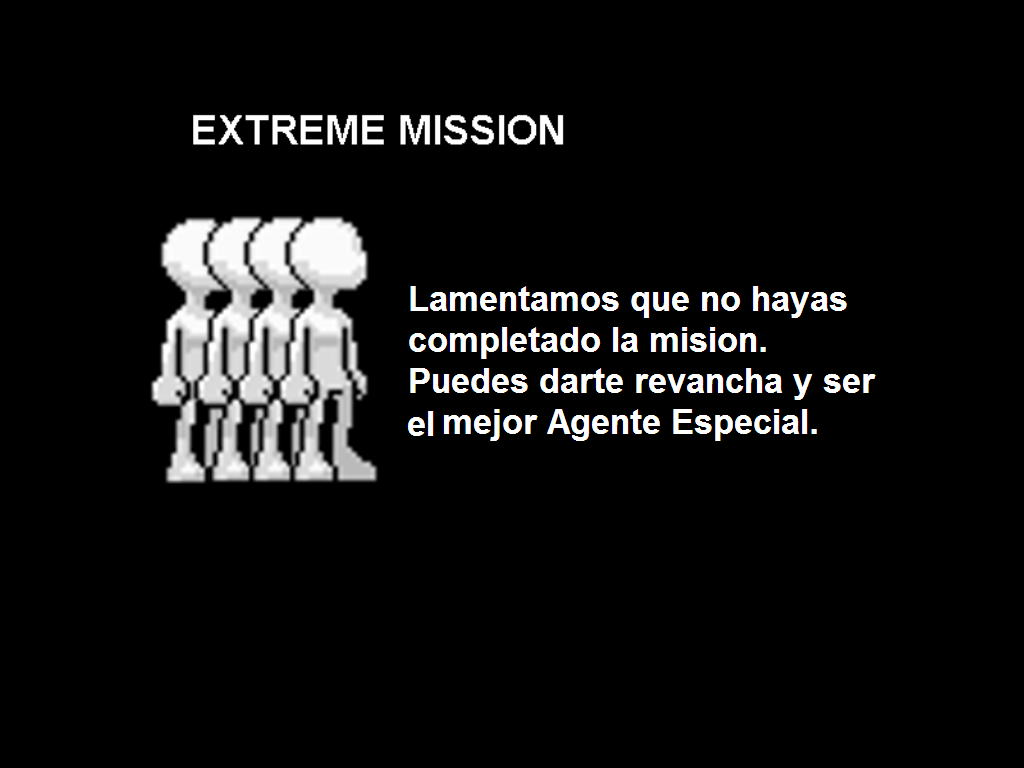 EXTREME MISSION
Lamentamos que no hayas
completado la mision.
Puedes darte revancha y ser
el mejor Agente Especial.